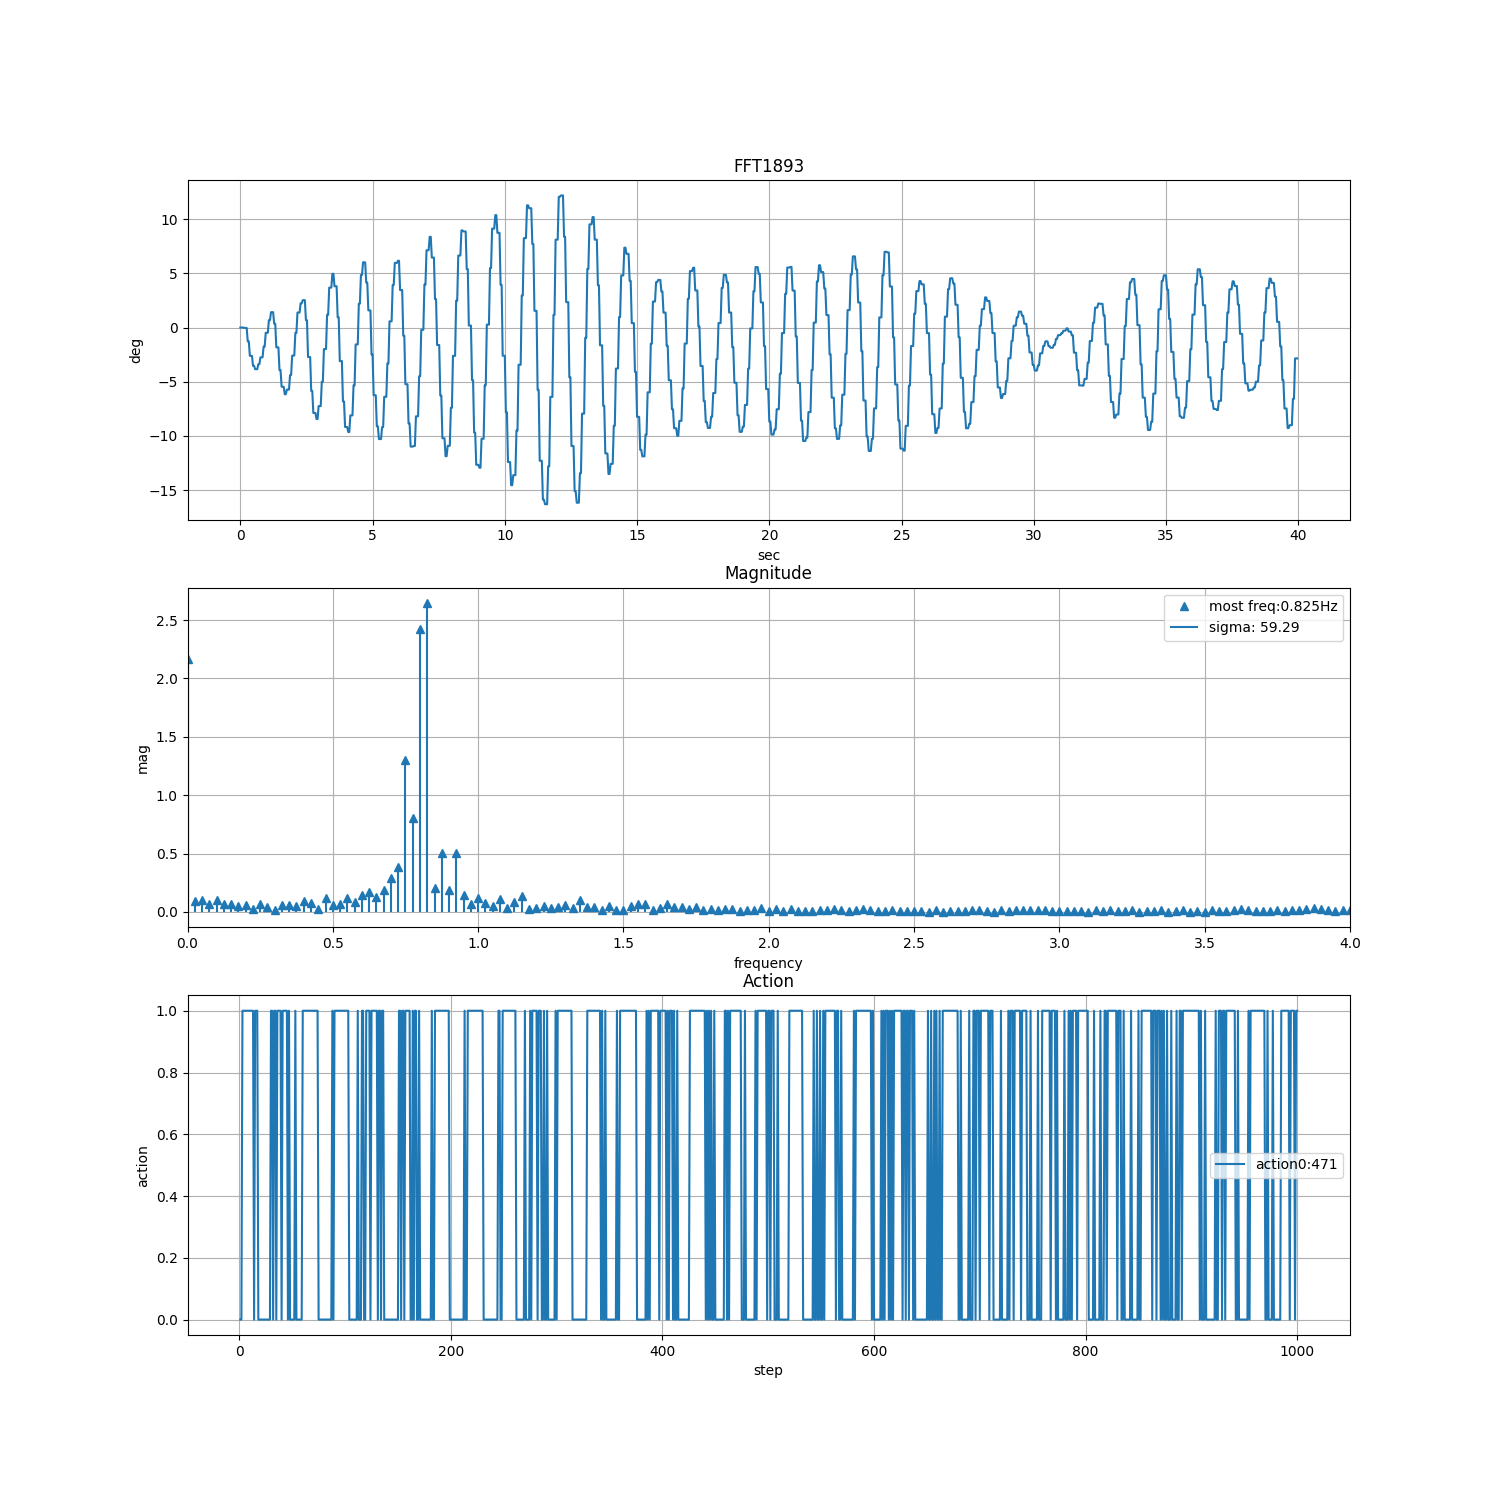 FFT1893
10
5
0
−5
−10
−15
deg
0 5 10 15 20 25 30 35 40
sec
Magnitude
most freq:0.825Hz
sigma: 59.29
2.5
2.0
1.5
1.0
0.5
0.0
mag
0.0 0.5 1.0 1.5 2.0 2.5 3.0 3.5 4.0
frequency
Action
1.0
0.8
0.6
0.4
0.2
0.0
action
action0:471
0 200 400 600 800 1000
step